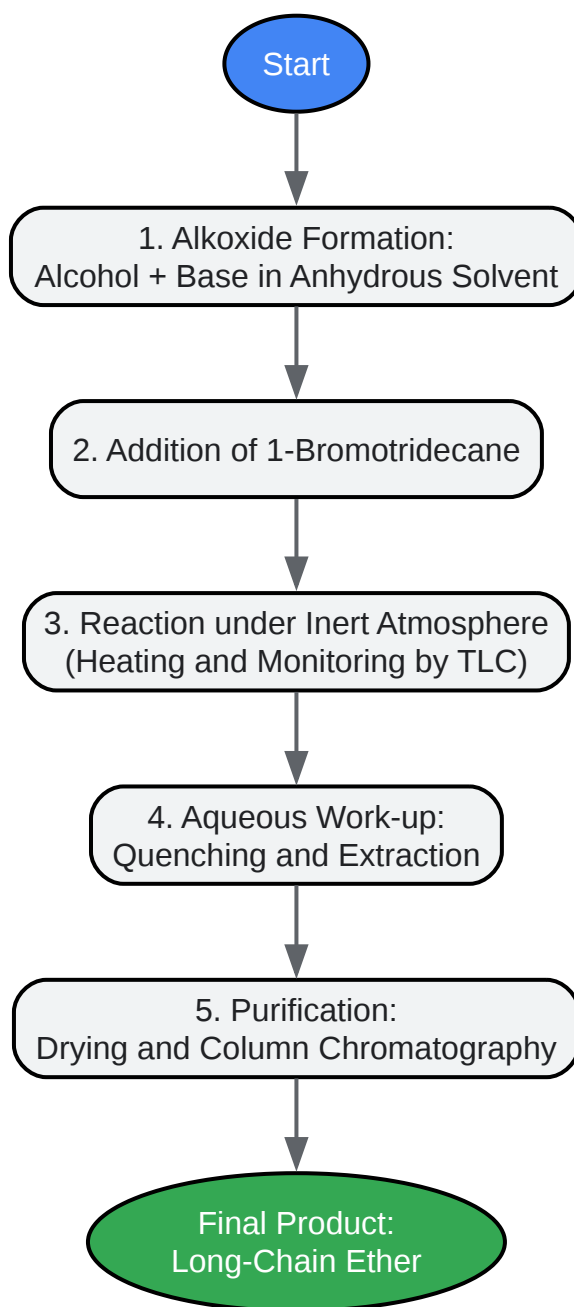 Start
1. Alkoxide Formation:
Alcohol + Base in Anhydrous Solvent
2. Addition of 1-Bromotridecane
3. Reaction under Inert Atmosphere
(Heating and Monitoring by TLC)
4. Aqueous Work-up:
Quenching and Extraction
5. Purification:
Drying and Column Chromatography
Final Product:
Long-Chain Ether